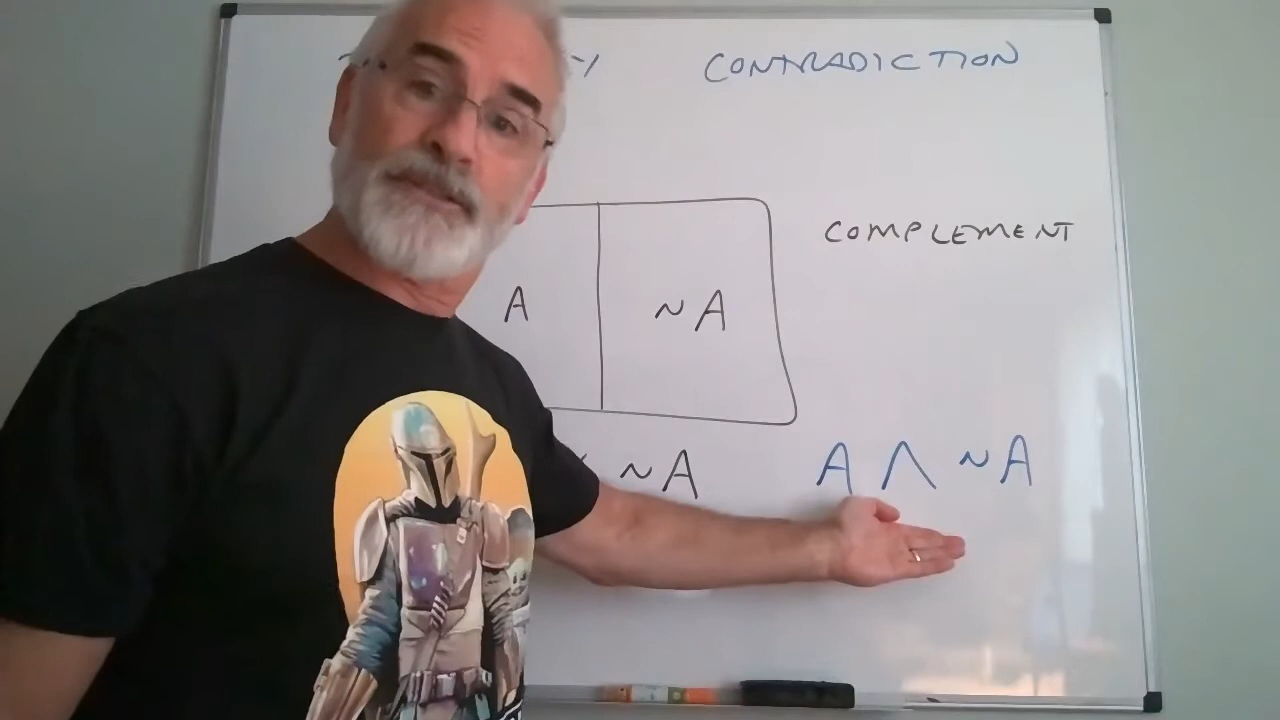 CONTRADICTION
COMPLEMENT
A ~A
~A A ∧ ~A